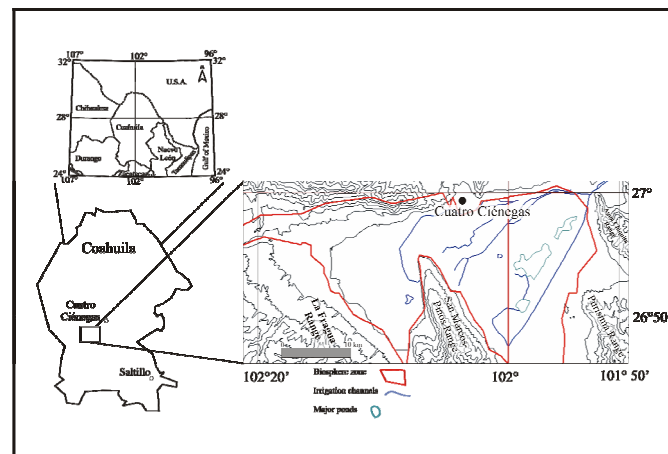 107° 102° 96°
32° 32°
U.S.A.
Chihuahua
28° 28°
Coahuila
Nuevo
León
Durango
Tamaulipas
Gulf of Mexico
Zacatecas
24° 24°
107° 102° 96°
27°
Cuatro Ciénegas
Coahuila
Cuatro
Ciénegas
Saltillo
La Fragua
Range
San Marcos
Pinos Range
26°50
10 km
102°20' 102° 101°50'
Biosphere zone
Irrigation channels
Major ponds